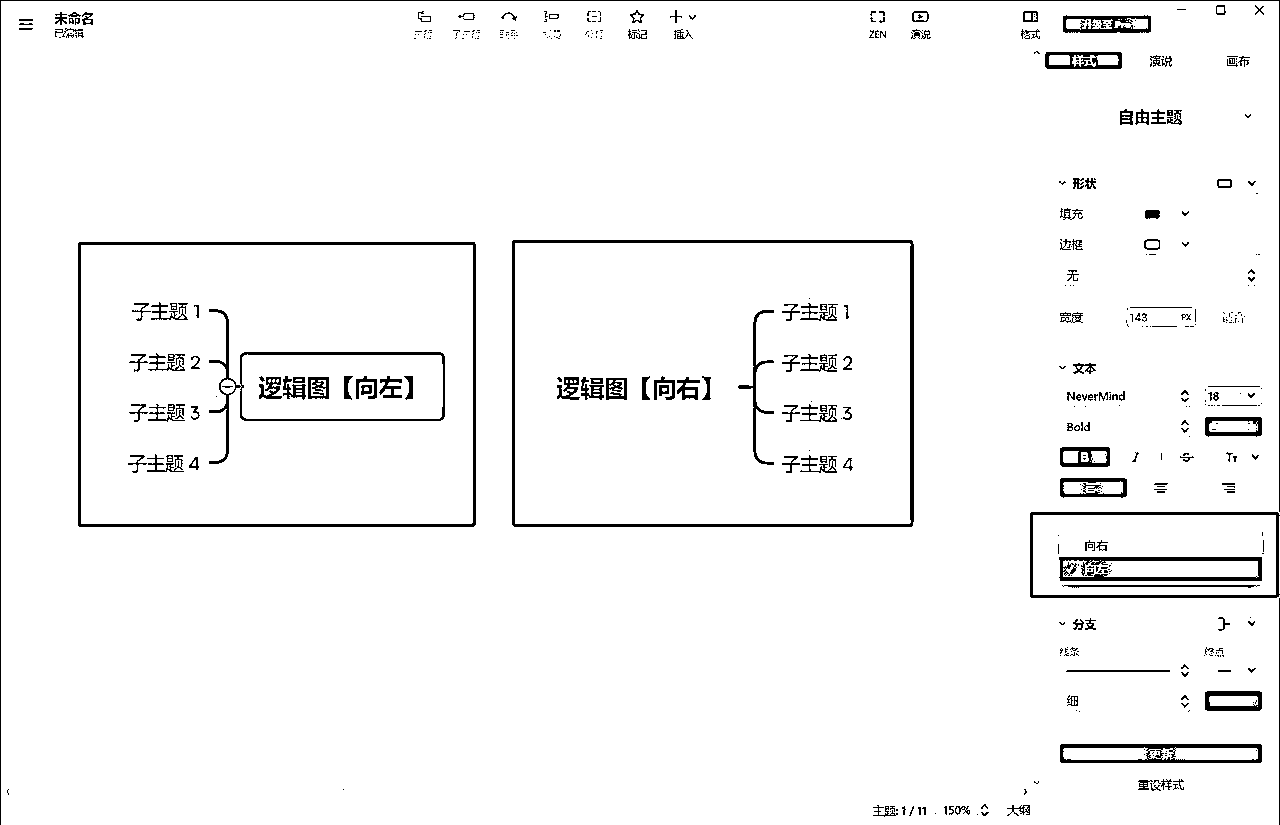 未命名
已编辑
标记
插入
ZEN
演说
格式
样式
演说
画布
自由主题
形状
填充
边框
无
宽度
143 PX
适合
文本
NeverMind
18
Bold
B I S Tт
向右
向左
分支
线条
终点
细
更新
重设样式
子主题 1
子主题 2
子主题 3
子主题 4
逻辑图【向左】
逻辑图【向右】
子主题 1
子主题 2
子主题 3
子主题 4
主题: 1 / 11
150%
大纲